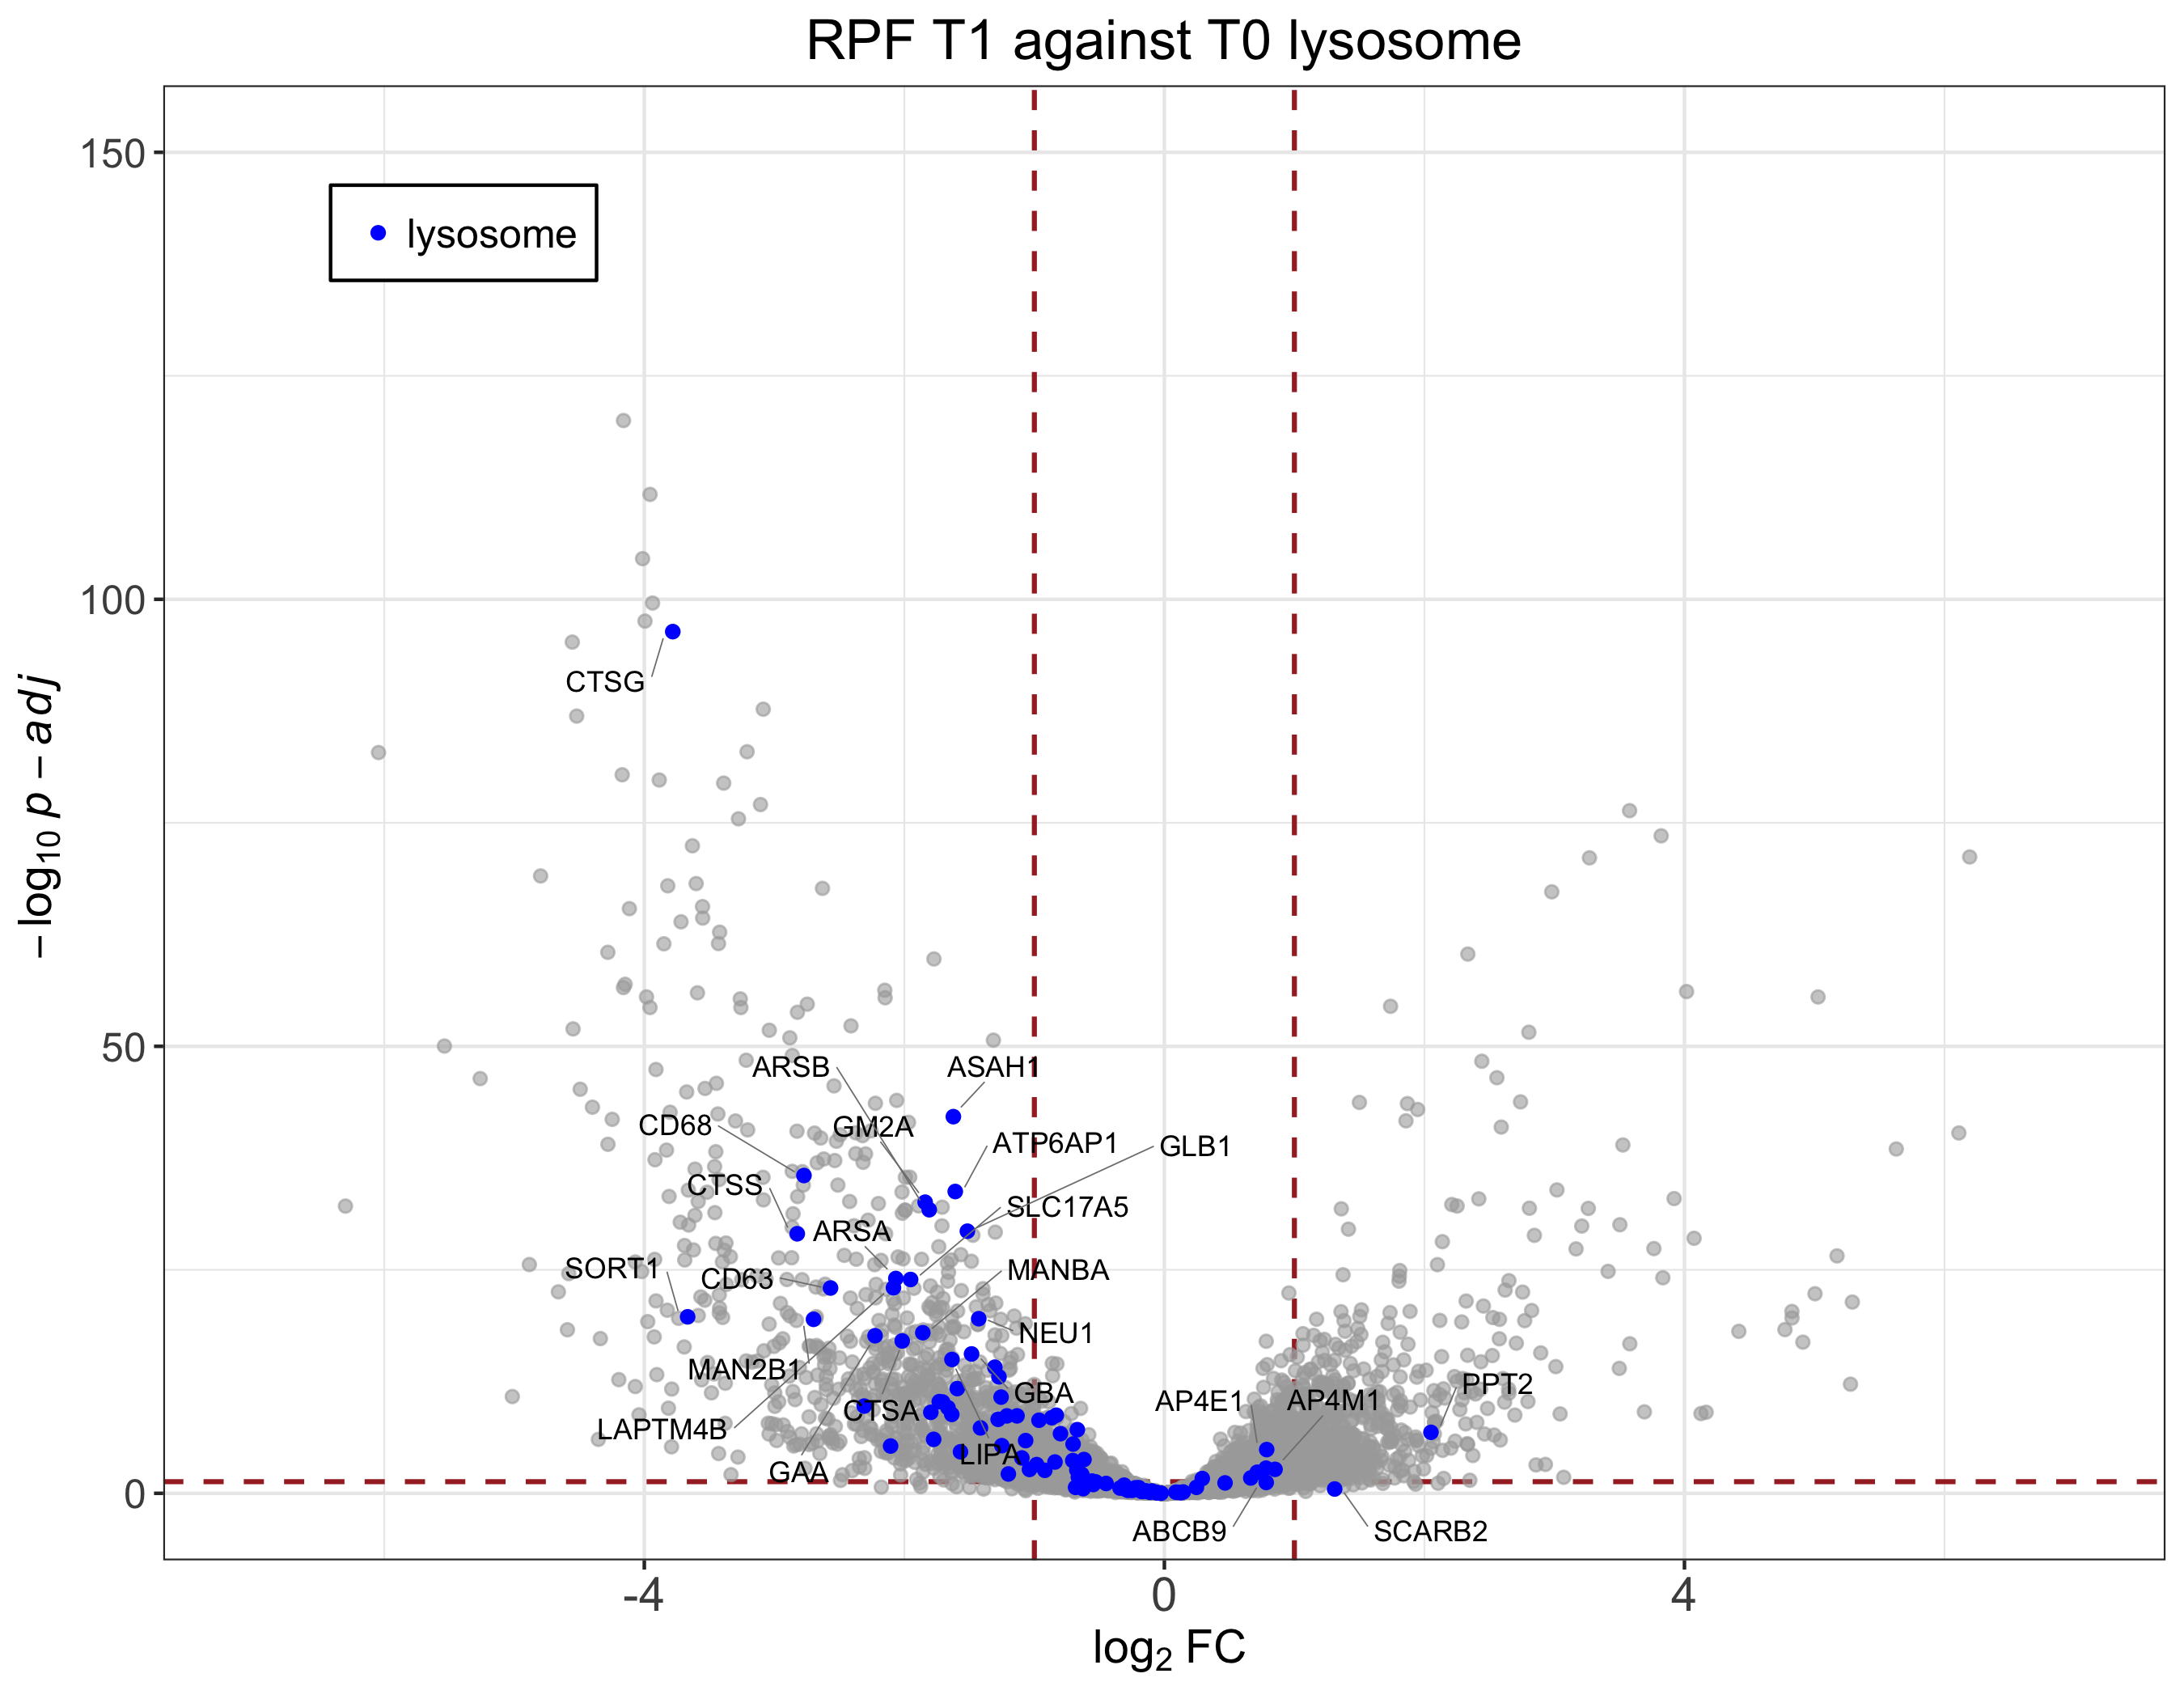 RPF T1 against T0 lysosome
150
lysosome
100
CTSG
−log10 p − adj
50
ARSB
ASAH1
CD68
GM2A
ATP6AP1
GLB1
CTSS
SLC17A5
ARSA
SORT1
CD63
MANBA
NEU1
MAN2B1
GBA
PPT2
AP4E1
AP4M1
CTSA
LAPTM4B
LIPA
GAA
0
ABCB9
SCARB2
-4
0
4
log2 FC